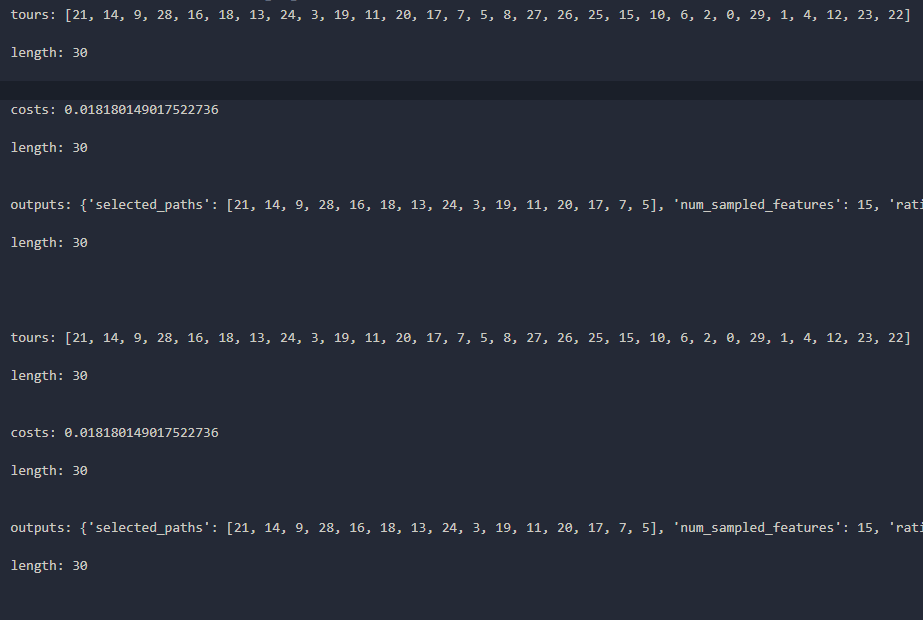 tours: [21, 14, 9, 28, 16, 18, 13, 24, 3, 19, 11, 20, 17, 7, 5, 8, 27, 26, 25, 15, 10, 6, 2, 0, 29, 1, 4, 12, 23, 22]
length: 30
costs: 0.018180149017522736
length: 30
outputs: {'selected_paths': [21, 14, 9, 28, 16, 18, 13, 24, 3, 19, 11, 20, 17, 7, 5], 'num_sampled_features': 15, 'rati
length: 30
tours: [21, 14, 9, 28, 16, 18, 13, 24, 3, 19, 11, 20, 17, 7, 5, 8, 27, 26, 25, 15, 10, 6, 2, 0, 29, 1, 4, 12, 23, 22]
length: 30
costs: 0.018180149017522736
length: 30
outputs: {'selected_paths': [21, 14, 9, 28, 16, 18, 13, 24, 3, 19, 11, 20, 17, 7, 5], 'num_sampled_features': 15, 'rati
length: 30